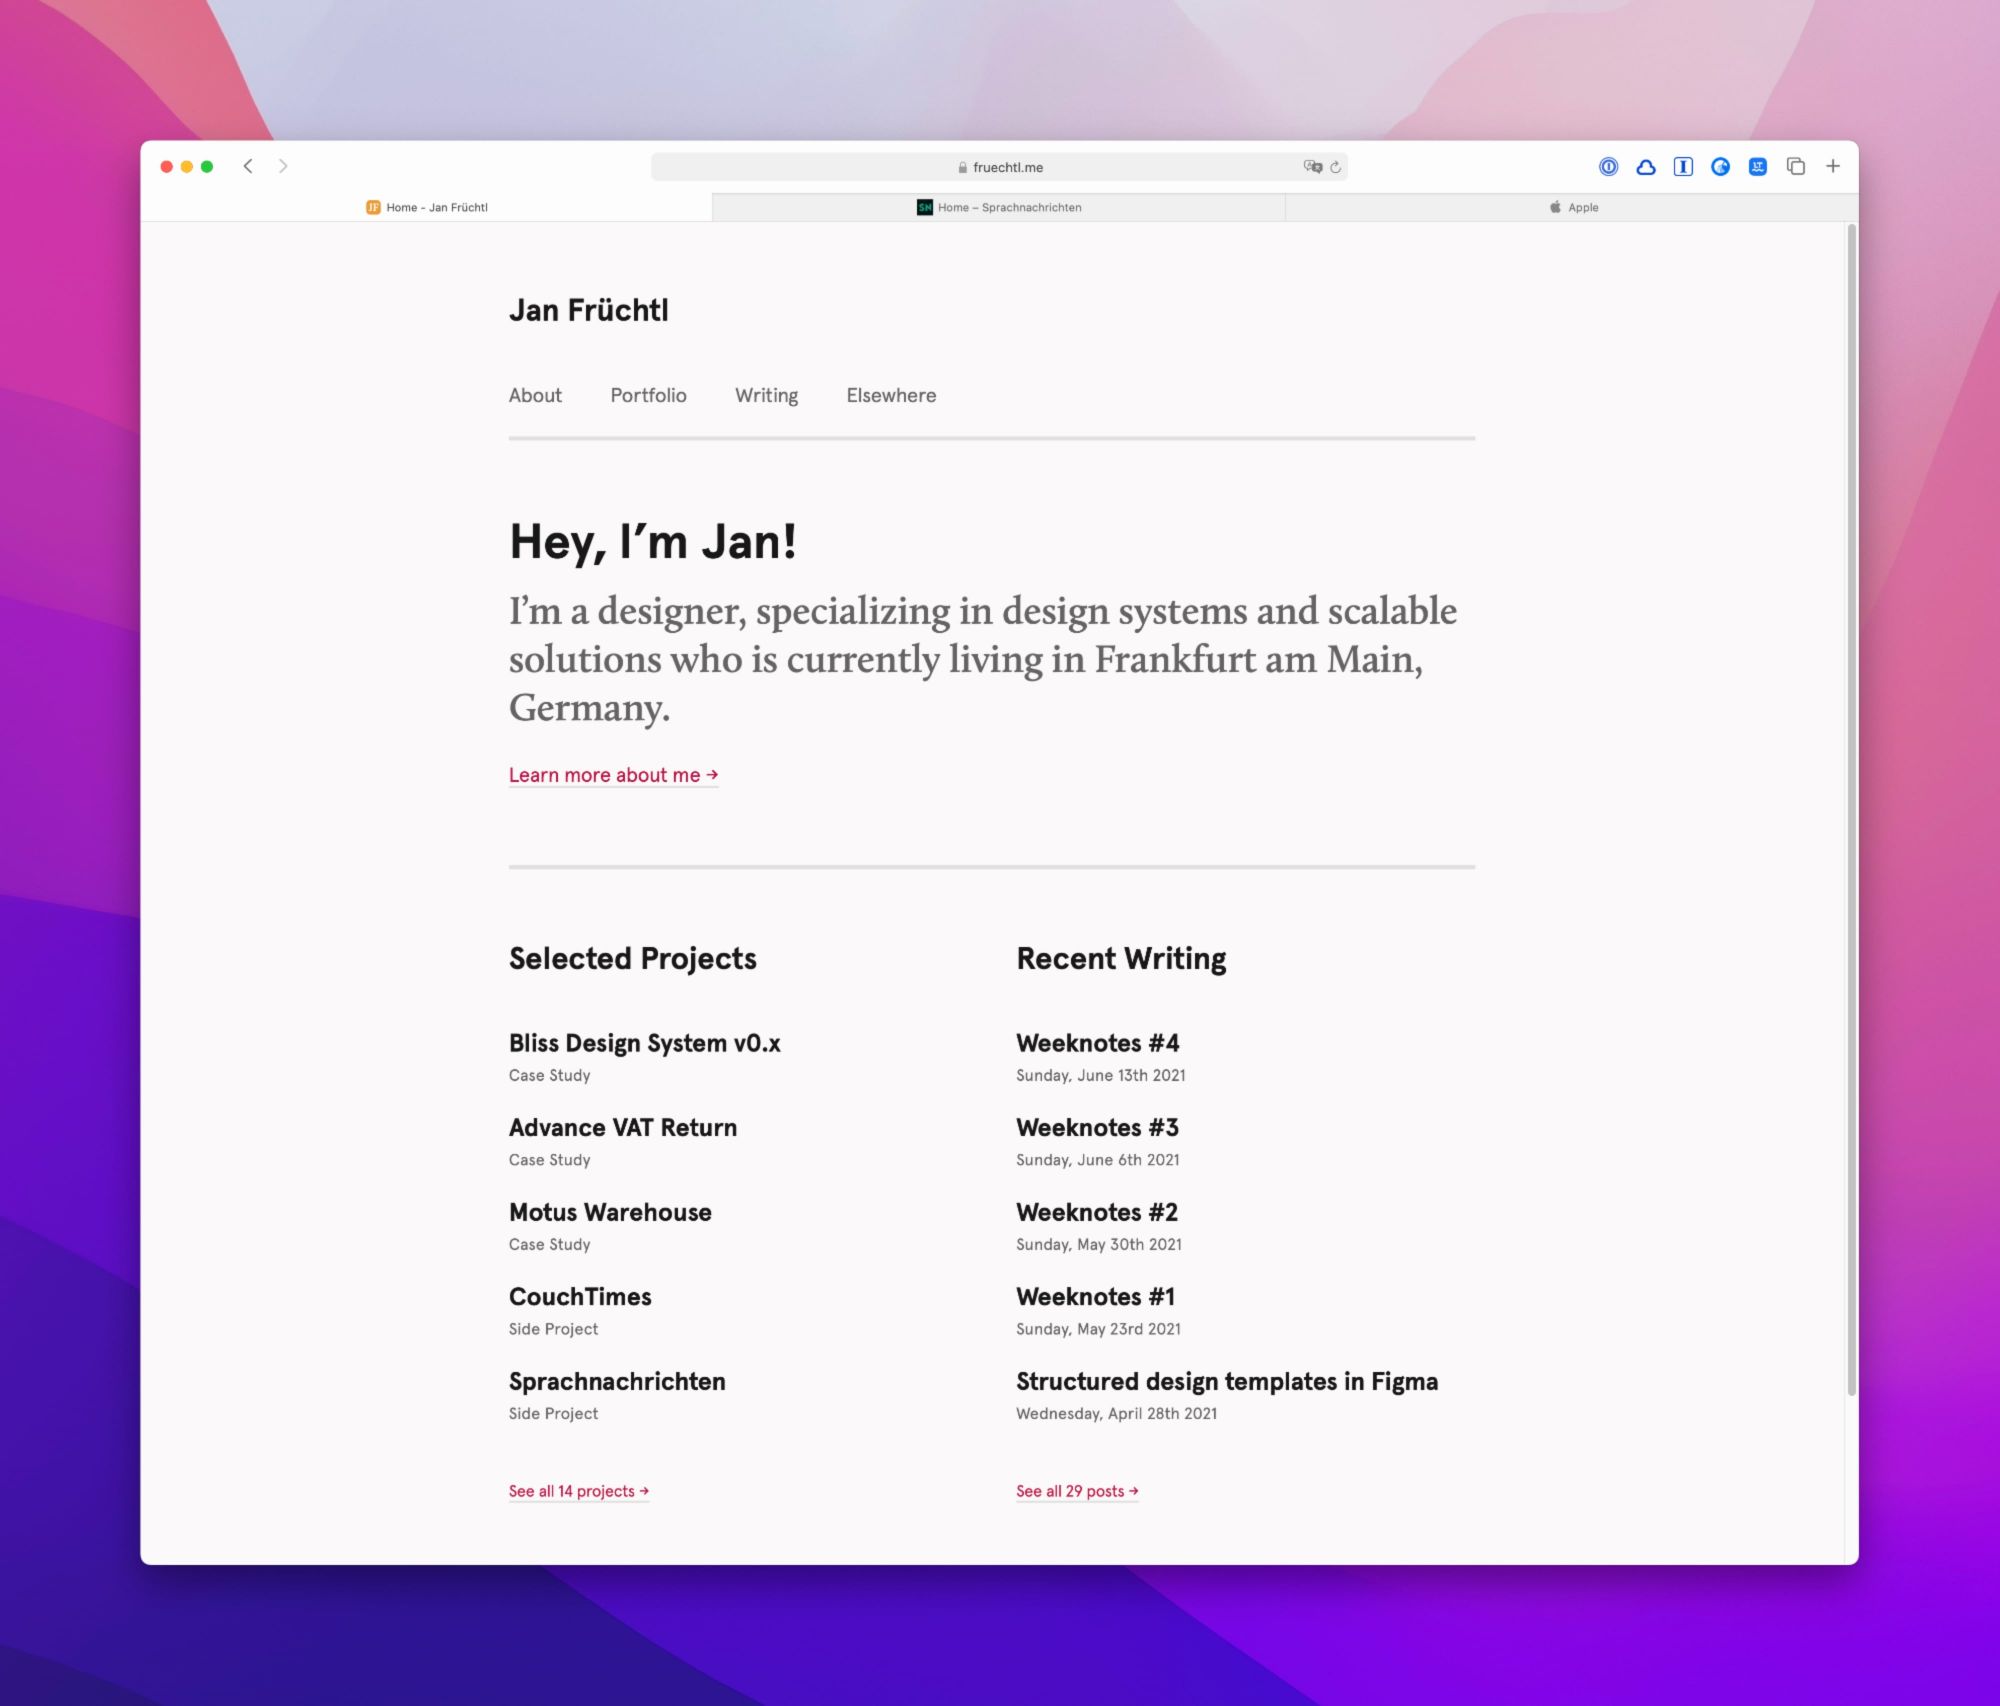 fruechtl.me
JF Home - Jan Früchtl
SN Home – Sprachnachrichten
Apple
Jan Früchtl
About Portfolio Writing Elsewhere
Hey, I’m Jan!
I’m a designer, specializing in design systems and scalable
solutions who is currently living in Frankfurt am Main,
Germany.
Learn more about me →
Selected Projects
Bliss Design System v0.x
Case Study
Advance VAT Return
Case Study
Motus Warehouse
Case Study
CouchTimes
Side Project
Sprachnachrichten
Side Project
See all 14 projects →
Recent Writing
Weeknotes #4
Sunday, June 13th 2021
Weeknotes #3
Sunday, June 6th 2021
Weeknotes #2
Sunday, May 30th 2021
Weeknotes #1
Sunday, May 23rd 2021
Structured design templates in Figma
Wednesday, April 28th 2021
See all 29 posts →